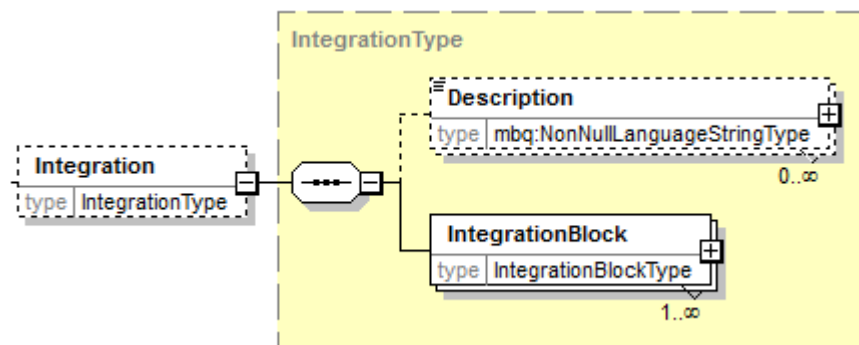 IntegrationType
Description
type mbq:NonNullLanguageStringType
0..∞
Integration
type IntegrationType
IntegrationBlock
type IntegrationBlockType
1..∞